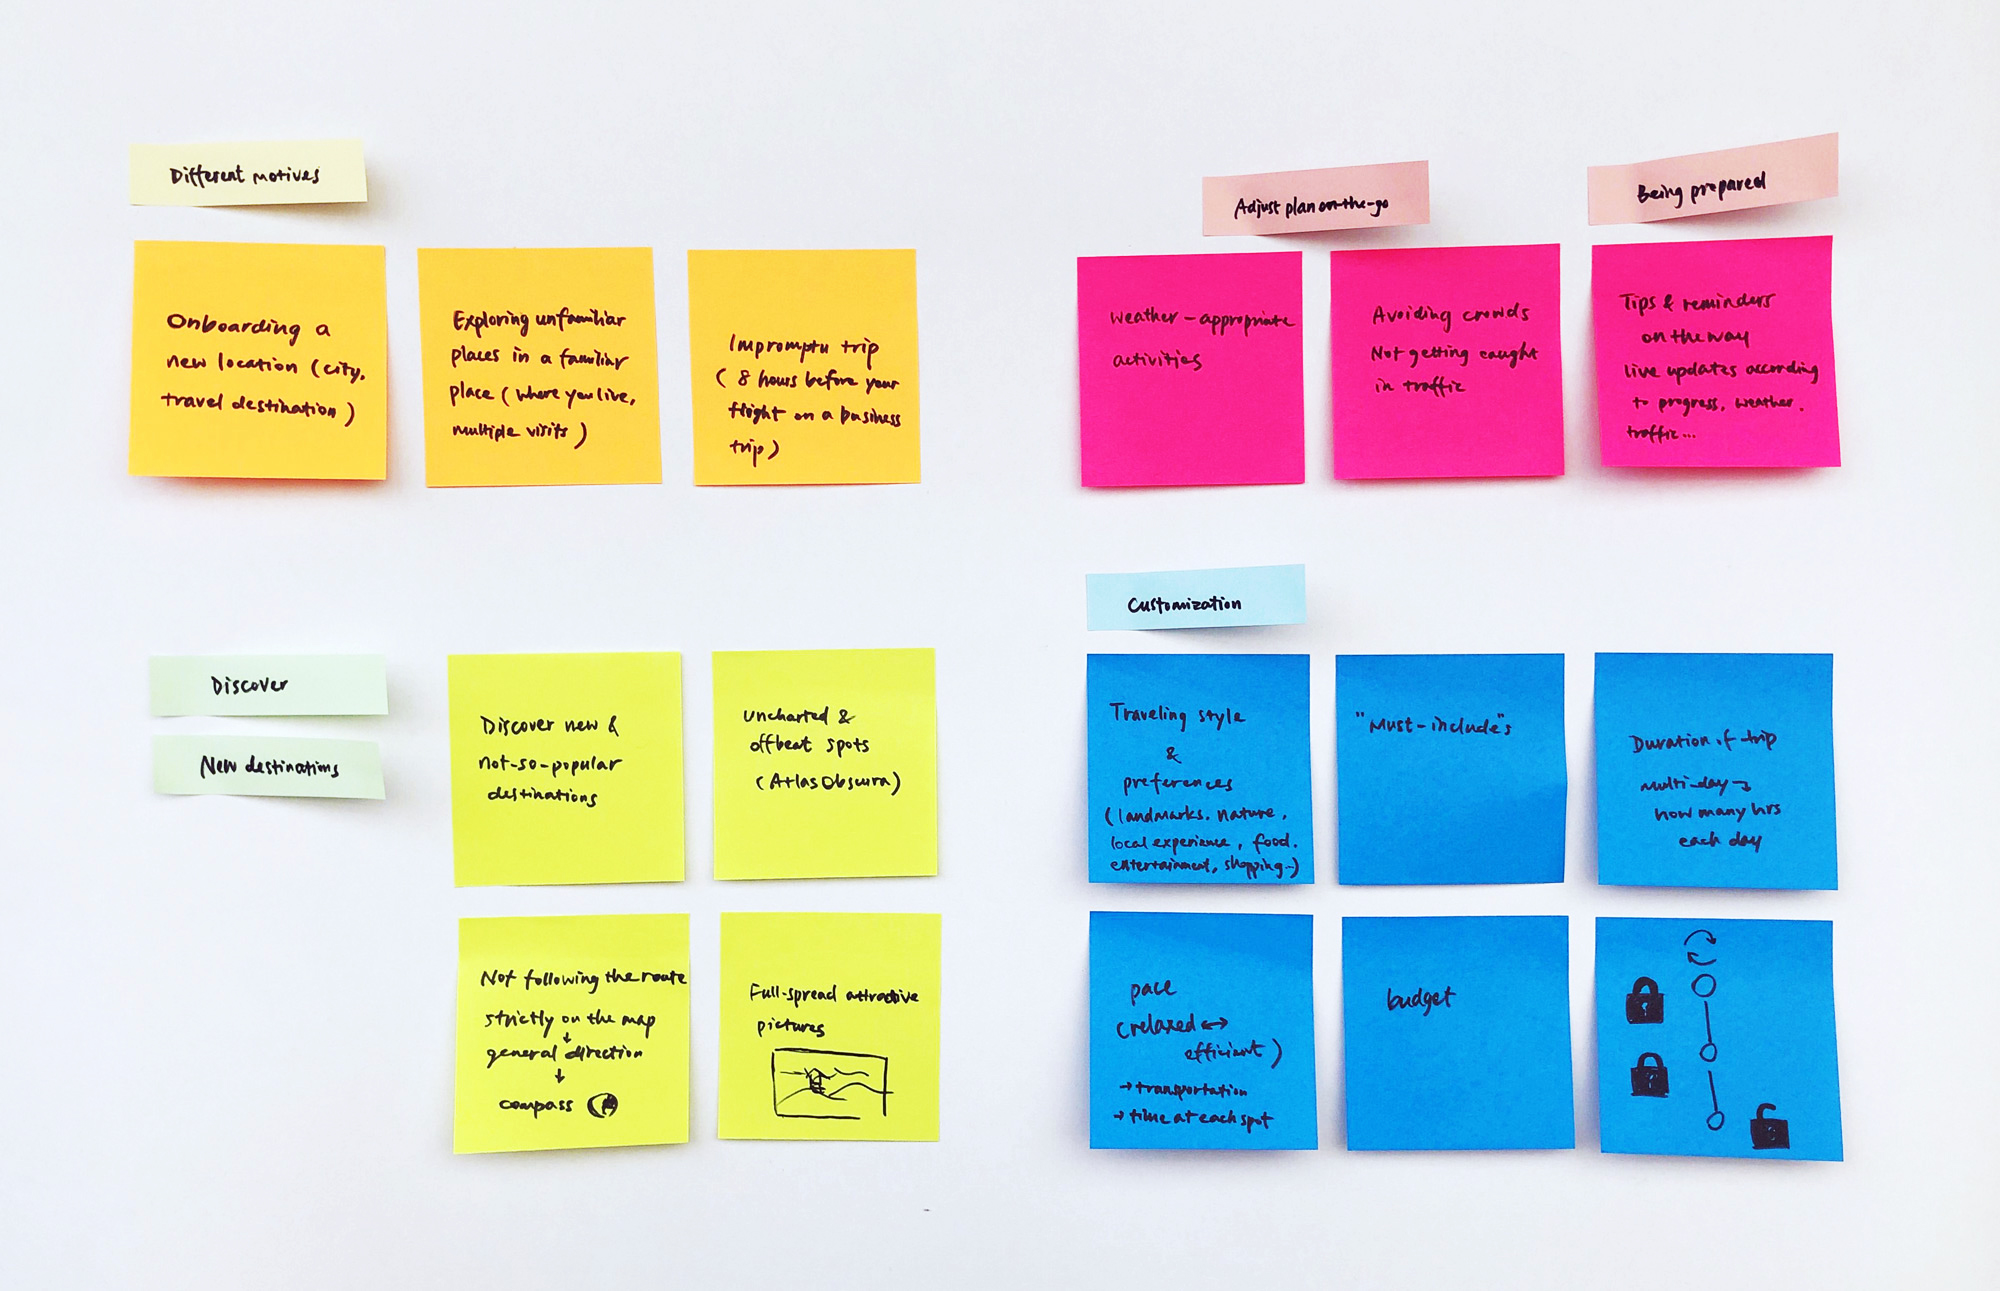 Different motives
Onboarding a
new location (city,
travel destination)
Exploring unfamiliar
places in a familiar
place (where you live,
multiple visits)
Impromptu trip
(8 hours before your
flight on a business
trip)
Adjust plan on-the-go
Being prepared
weather-appropriate
activities
Avoiding crowds
Not getting caught
in traffic
Tips & reminders
on the way
live updates according
to progress, weather,
traffic...
Discover
New destinations
Discover new &
not-so-popular
destinations
uncharted &
offbeat spots
(Atlas Obscura)
Not following the route
strictly on the map
↓
general direction
↓
compass
Full-spread attractive
pictures
Customization
Traveling style
&
preferences
(landmarks, nature,
local experience, food,
entertainment, shopping~)
"Must-include"s
Duration of trip
multi-day →
how many hrs
each day
pace
(relaxed ↔
efficient)
→ transportation
→ time at each spot
budget